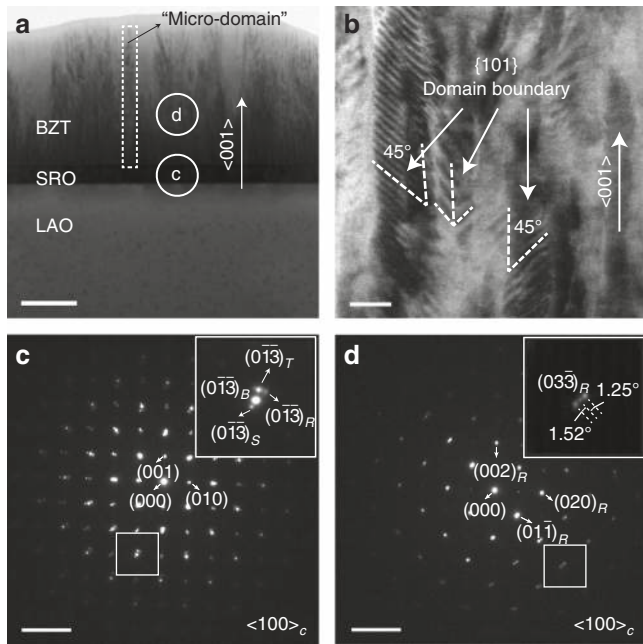 a
"Micro-domain"
BZT
d
<001>
SRO
c
LAO
b
{101}
Domain boundary
45°
45°
<001>
c
(01̅3̅)T
(01̅3̅)B
(01̅3̅)R
(01̅3̅)S
(001)
(000)
(010)
<100>c
d
(033̅)R
1.25°
1.52°
(002)R
(000)
(020)R
(011̅)R
<100>c